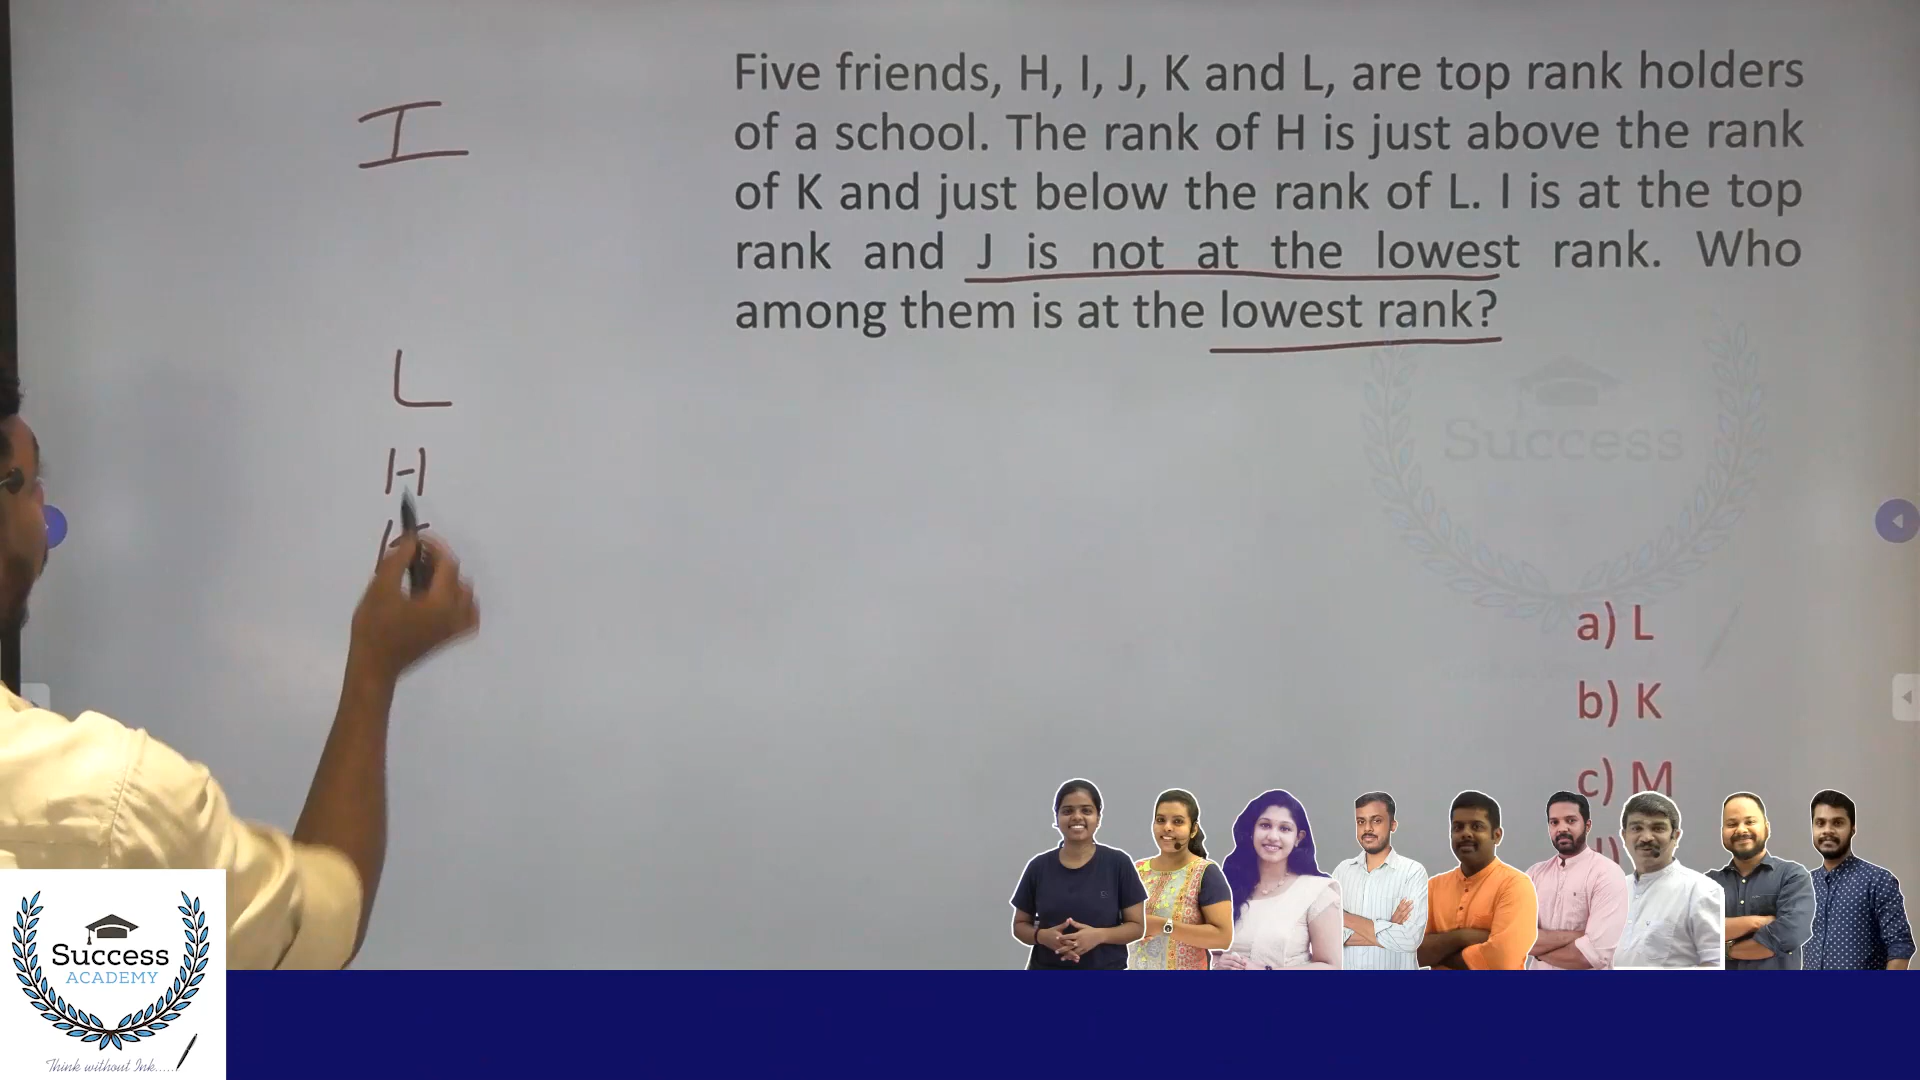 Five friends, H, I, J, K and L, are top rank holders
of a school. The rank of H is just above the rank
of K and just below the rank of L. I is at the top
rank and J is not at the lowest rank. Who
among them is at the lowest rank?
I
L
H
Success
a) L
b) K
c) M
Success
ACADEMY
Think without Ink.....